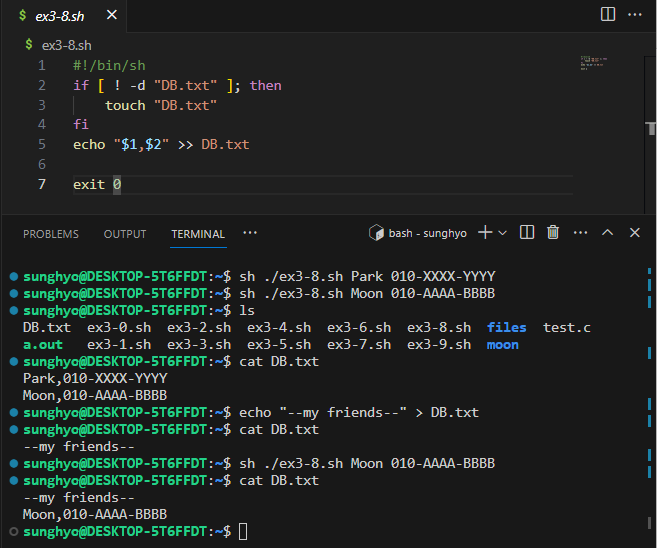 $ ex3-8.sh ×
$ ex3-8.sh
1 #!/bin/sh
2 if [ ! -d "DB.txt" ]; then
3     touch "DB.txt"
4 fi
5 echo "$1,$2" >> DB.txt
6
7 exit 0
PROBLEMS OUTPUT TERMINAL ··· bash - sunghyo
sunghyo@DESKTOP-5T6FFDT:~$ sh ./ex3-8.sh Park 010-XXXX-YYYY
sunghyo@DESKTOP-5T6FFDT:~$ sh ./ex3-8.sh Moon 010-AAAA-BBBB
sunghyo@DESKTOP-5T6FFDT:~$ ls
DB.txt  ex3-0.sh  ex3-2.sh  ex3-4.sh  ex3-6.sh  ex3-8.sh  files  test.c
a.out   ex3-1.sh  ex3-3.sh  ex3-5.sh  ex3-7.sh  ex3-9.sh  moon
sunghyo@DESKTOP-5T6FFDT:~$ cat DB.txt
Park,010-XXXX-YYYY
Moon,010-AAAA-BBBB
sunghyo@DESKTOP-5T6FFDT:~$ echo "--my friends--" > DB.txt
sunghyo@DESKTOP-5T6FFDT:~$ cat DB.txt
--my friends--
sunghyo@DESKTOP-5T6FFDT:~$ sh ./ex3-8.sh Moon 010-AAAA-BBBB
sunghyo@DESKTOP-5T6FFDT:~$ cat DB.txt
--my friends--
Moon,010-AAAA-BBBB
sunghyo@DESKTOP-5T6FFDT:~$